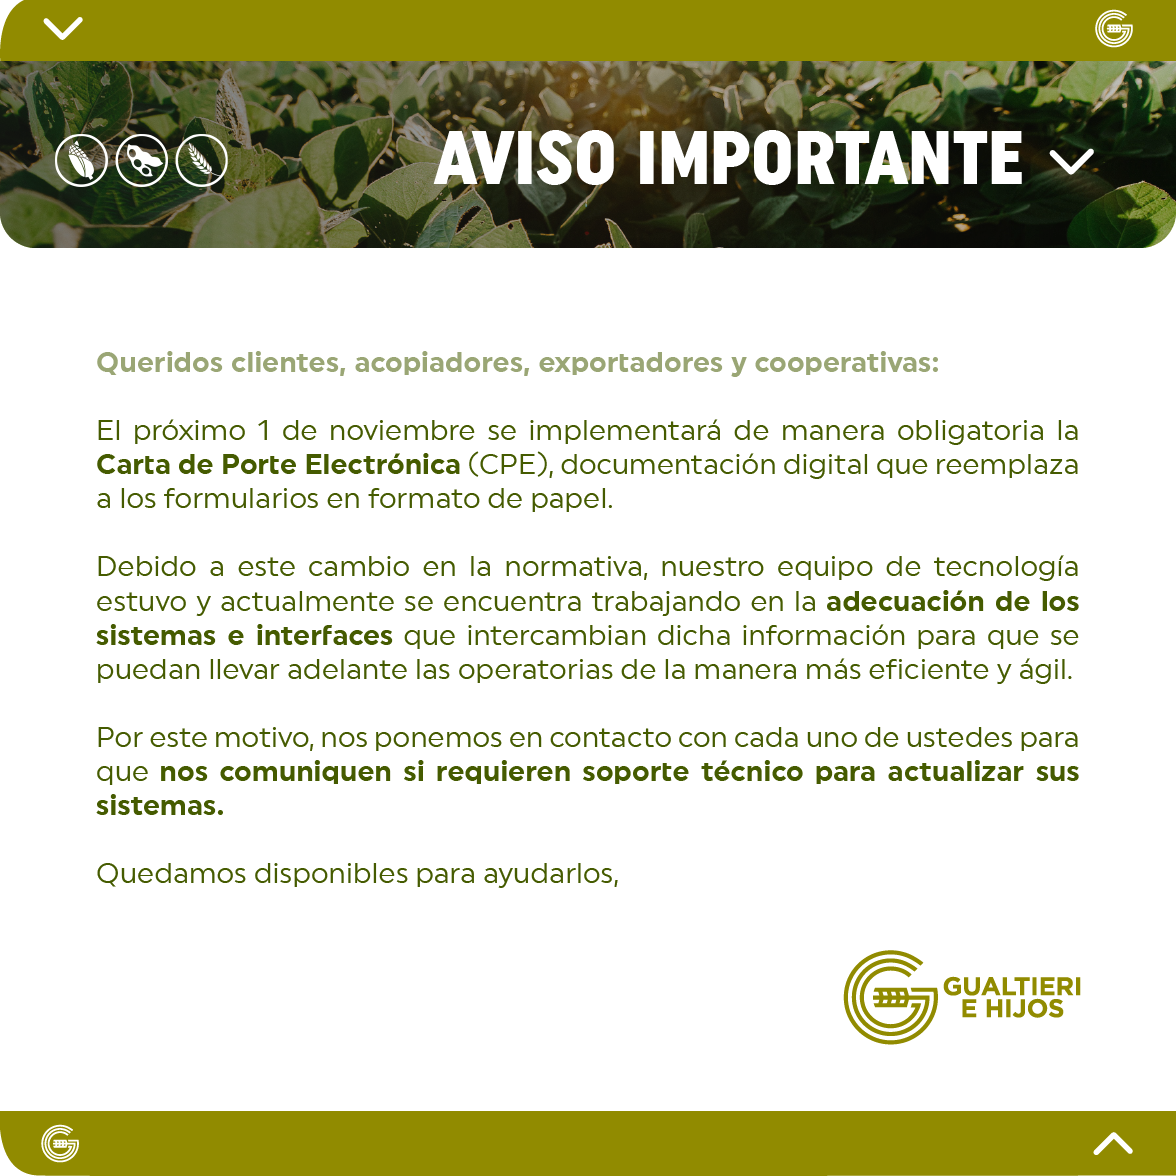 AVISO IMPORTANTE
Queridos clientes, acopiadores, exportadores y cooperativas:
El próximo 1 de noviembre se implementará de manera obligatoria la
Carta de Porte Electrónica (CPE), documentación digital que reemplaza
a los formularios en formato de papel.
Debido a este cambio en la normativa, nuestro equipo de tecnología
estuvo y actualmente se encuentra trabajando en la adecuación de los
sistemas e interfaces que intercambian dicha información para que se
puedan llevar adelante las operatorias de la manera más eficiente y ágil.
Por este motivo, nos ponemos en contacto con cada uno de ustedes para
que nos comuniquen si requieren soporte técnico para actualizar sus
sistemas.
Quedamos disponibles para ayudarlos,
GUALTIERI
E HIJOS